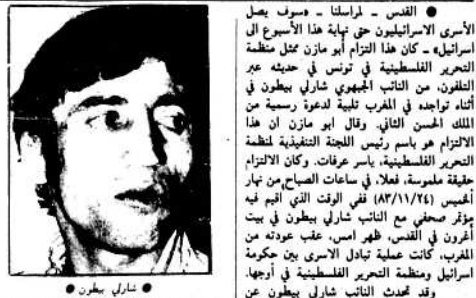 ● القدس ـ لمراسلنا ـ «سوف يصل
الأسرى الاسرائيليون حتى نهاية هذا الأسبوع الى
اسرائيل» ـ كان هذا التزام أبو مازن ممثل منظمة
التحرير الفلسطينية في تونس في حديثه عبر
التلفون، من النائب الجبهوي شارلي بيطون في
أثناء تواجده في المغرب تلبية لدعوة رسمية من
الملك الحسن الثاني. وقال ابو مازن ان هذا
الالتزام هو باسم رئيس اللجنة التنفيذية لمنظمة
التحرير الفلسطينية، ياسر عرفات. وكان الالتزام
حقيقة ملموسة، فعلا، في ساعات الصباح من نهار
الخميس (٨٣/١١/٢٤) ففي الوقت الذي اقيم فيه
مؤتمر صحفي مع النائب شارلي بيطون في بيت
أغرون في القدس، ظهر امس، عقب عودته من
المغرب، كانت عملية تبادل الاسرى بين حكومة
اسرائيل ومنظمة التحرير الفلسطينية في أوجها.
وقد تحدث النائب شارلي بيطون عن
● شارلي بيطون ●